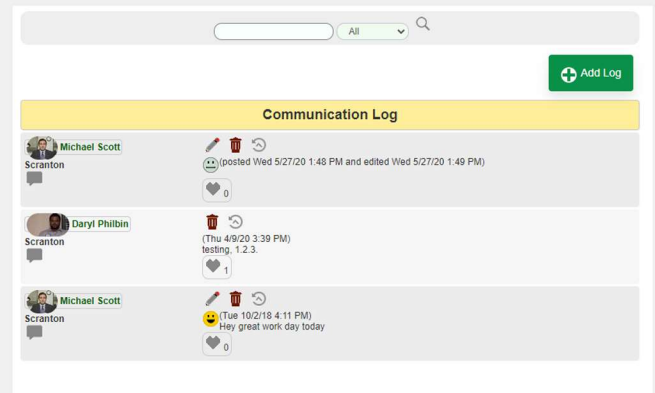 All
Add Log
Communication Log
Michael Scott
Scranton
(posted Wed 5/27/20 1:48 PM and edited Wed 5/27/20 1:49 PM)
0
Daryl Philbin
Scranton
(Thu 4/9/20 3:39 PM)
testing, 1.2.3.
1
Michael Scott
Scranton
(Tue 10/2/18 4:11 PM)
Hey great work day today
0